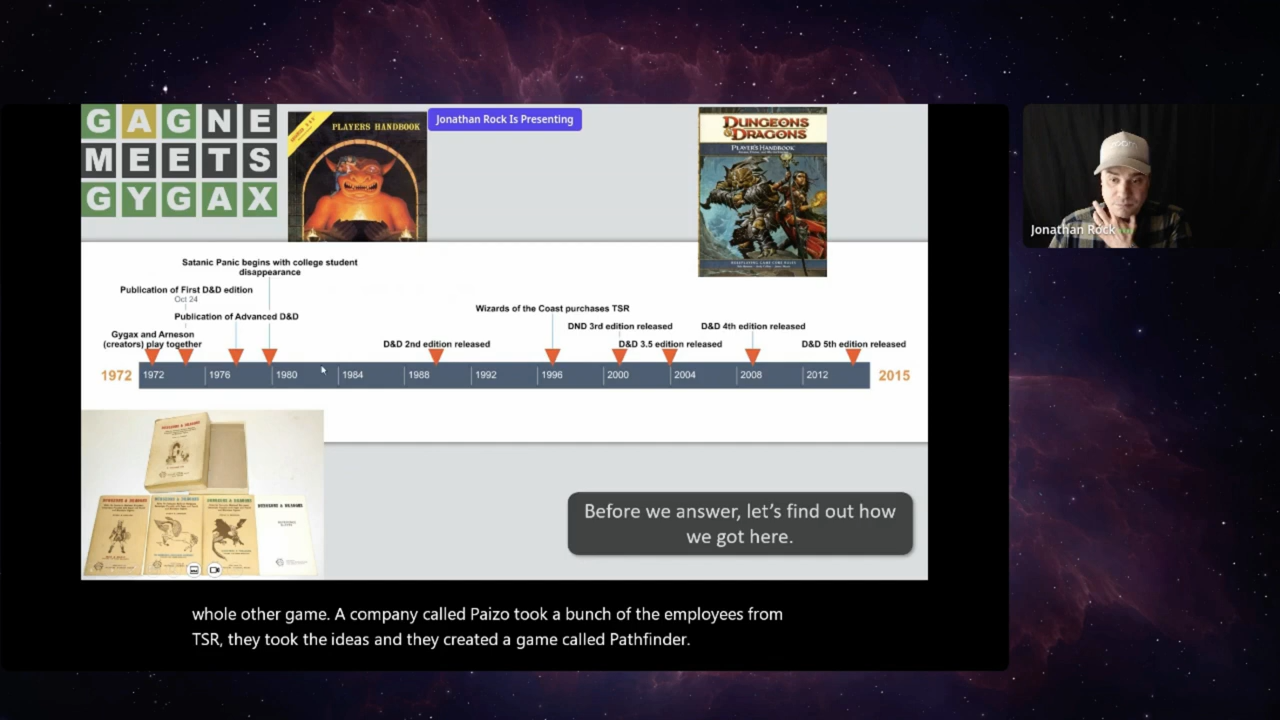 GAGNE
MEETS
GYGAX
PLAYERS HANDBOOK
Jonathan Rock Is Presenting
DUNGEONS
& DRAGONS
PLAYER'S HANDBOOK
Jonathan Rock
Satanic Panic begins with college student
disappearance
Publication of First D&D edition
Oct 24
Publication of Advanced D&D
Gygax and Arneson
(creators) play together
D&D 2nd edition released
Wizards of the Coast purchases TSR
DND 3rd edition released
D&D 3.5 edition released
D&D 4th edition released
D&D 5th edition released
1972
1972
1976
1980
1984
1988
1992
1996
2000
2004
2008
2012
2015
Before we answer, let's find out how
we got here.
whole other game. A company called Paizo took a bunch of the employees from
TSR, they took the ideas and they created a game called Pathfinder.